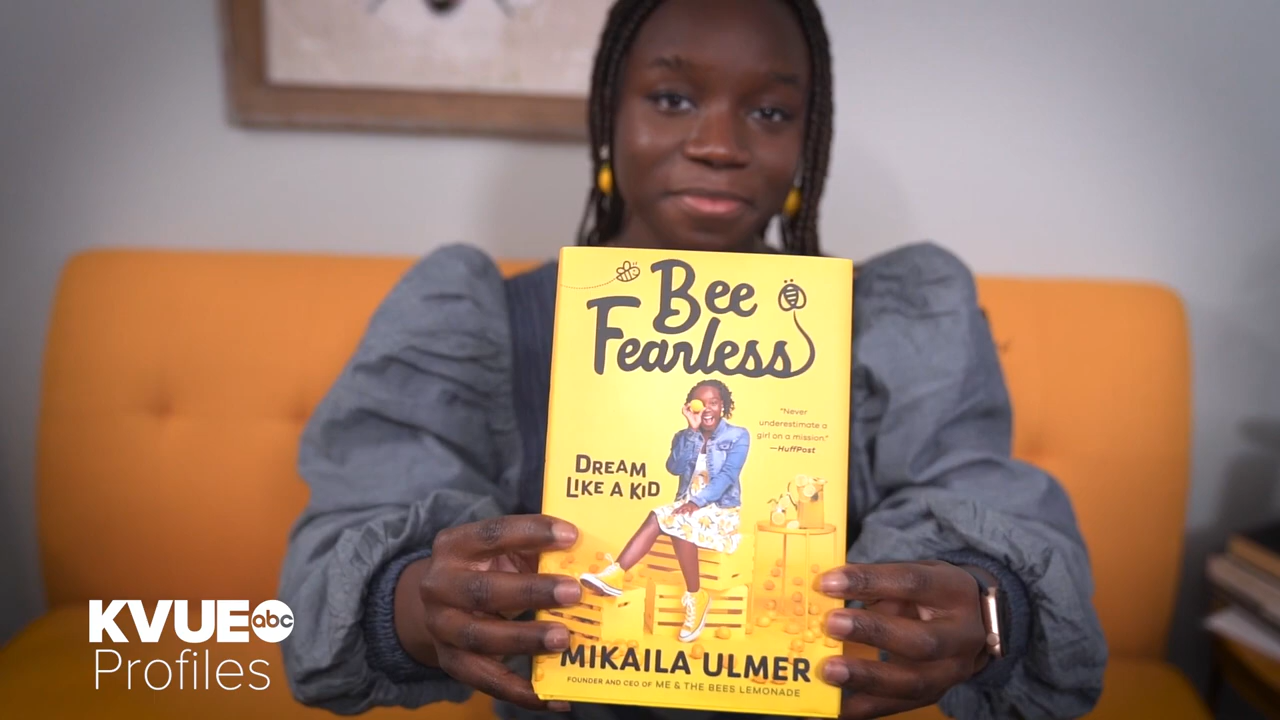 Bee
Fearless
"Never
underestimate a
girl on a mission."
—HuffPost
DREAM
LIKE A KID
MIKAILA ULMER
FOUNDER AND CEO OF ME & THE BEES LEMONADE
KVUE abc
Profiles